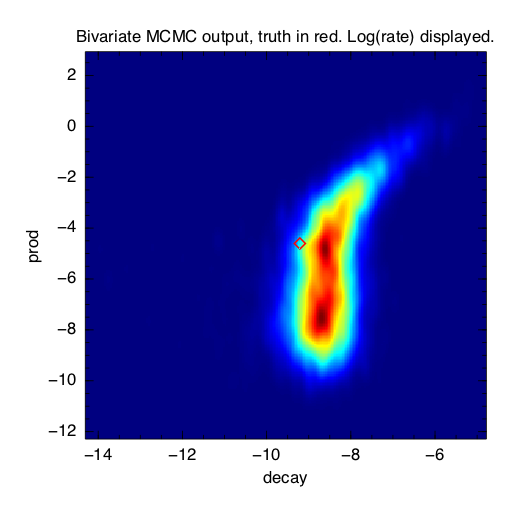 Bivariate MCMC output, truth in red. Log(rate) displayed.
2
0
−2
−4
prod
−6
−8
−10
−12
−14 −12 −10 −8 −6
decay